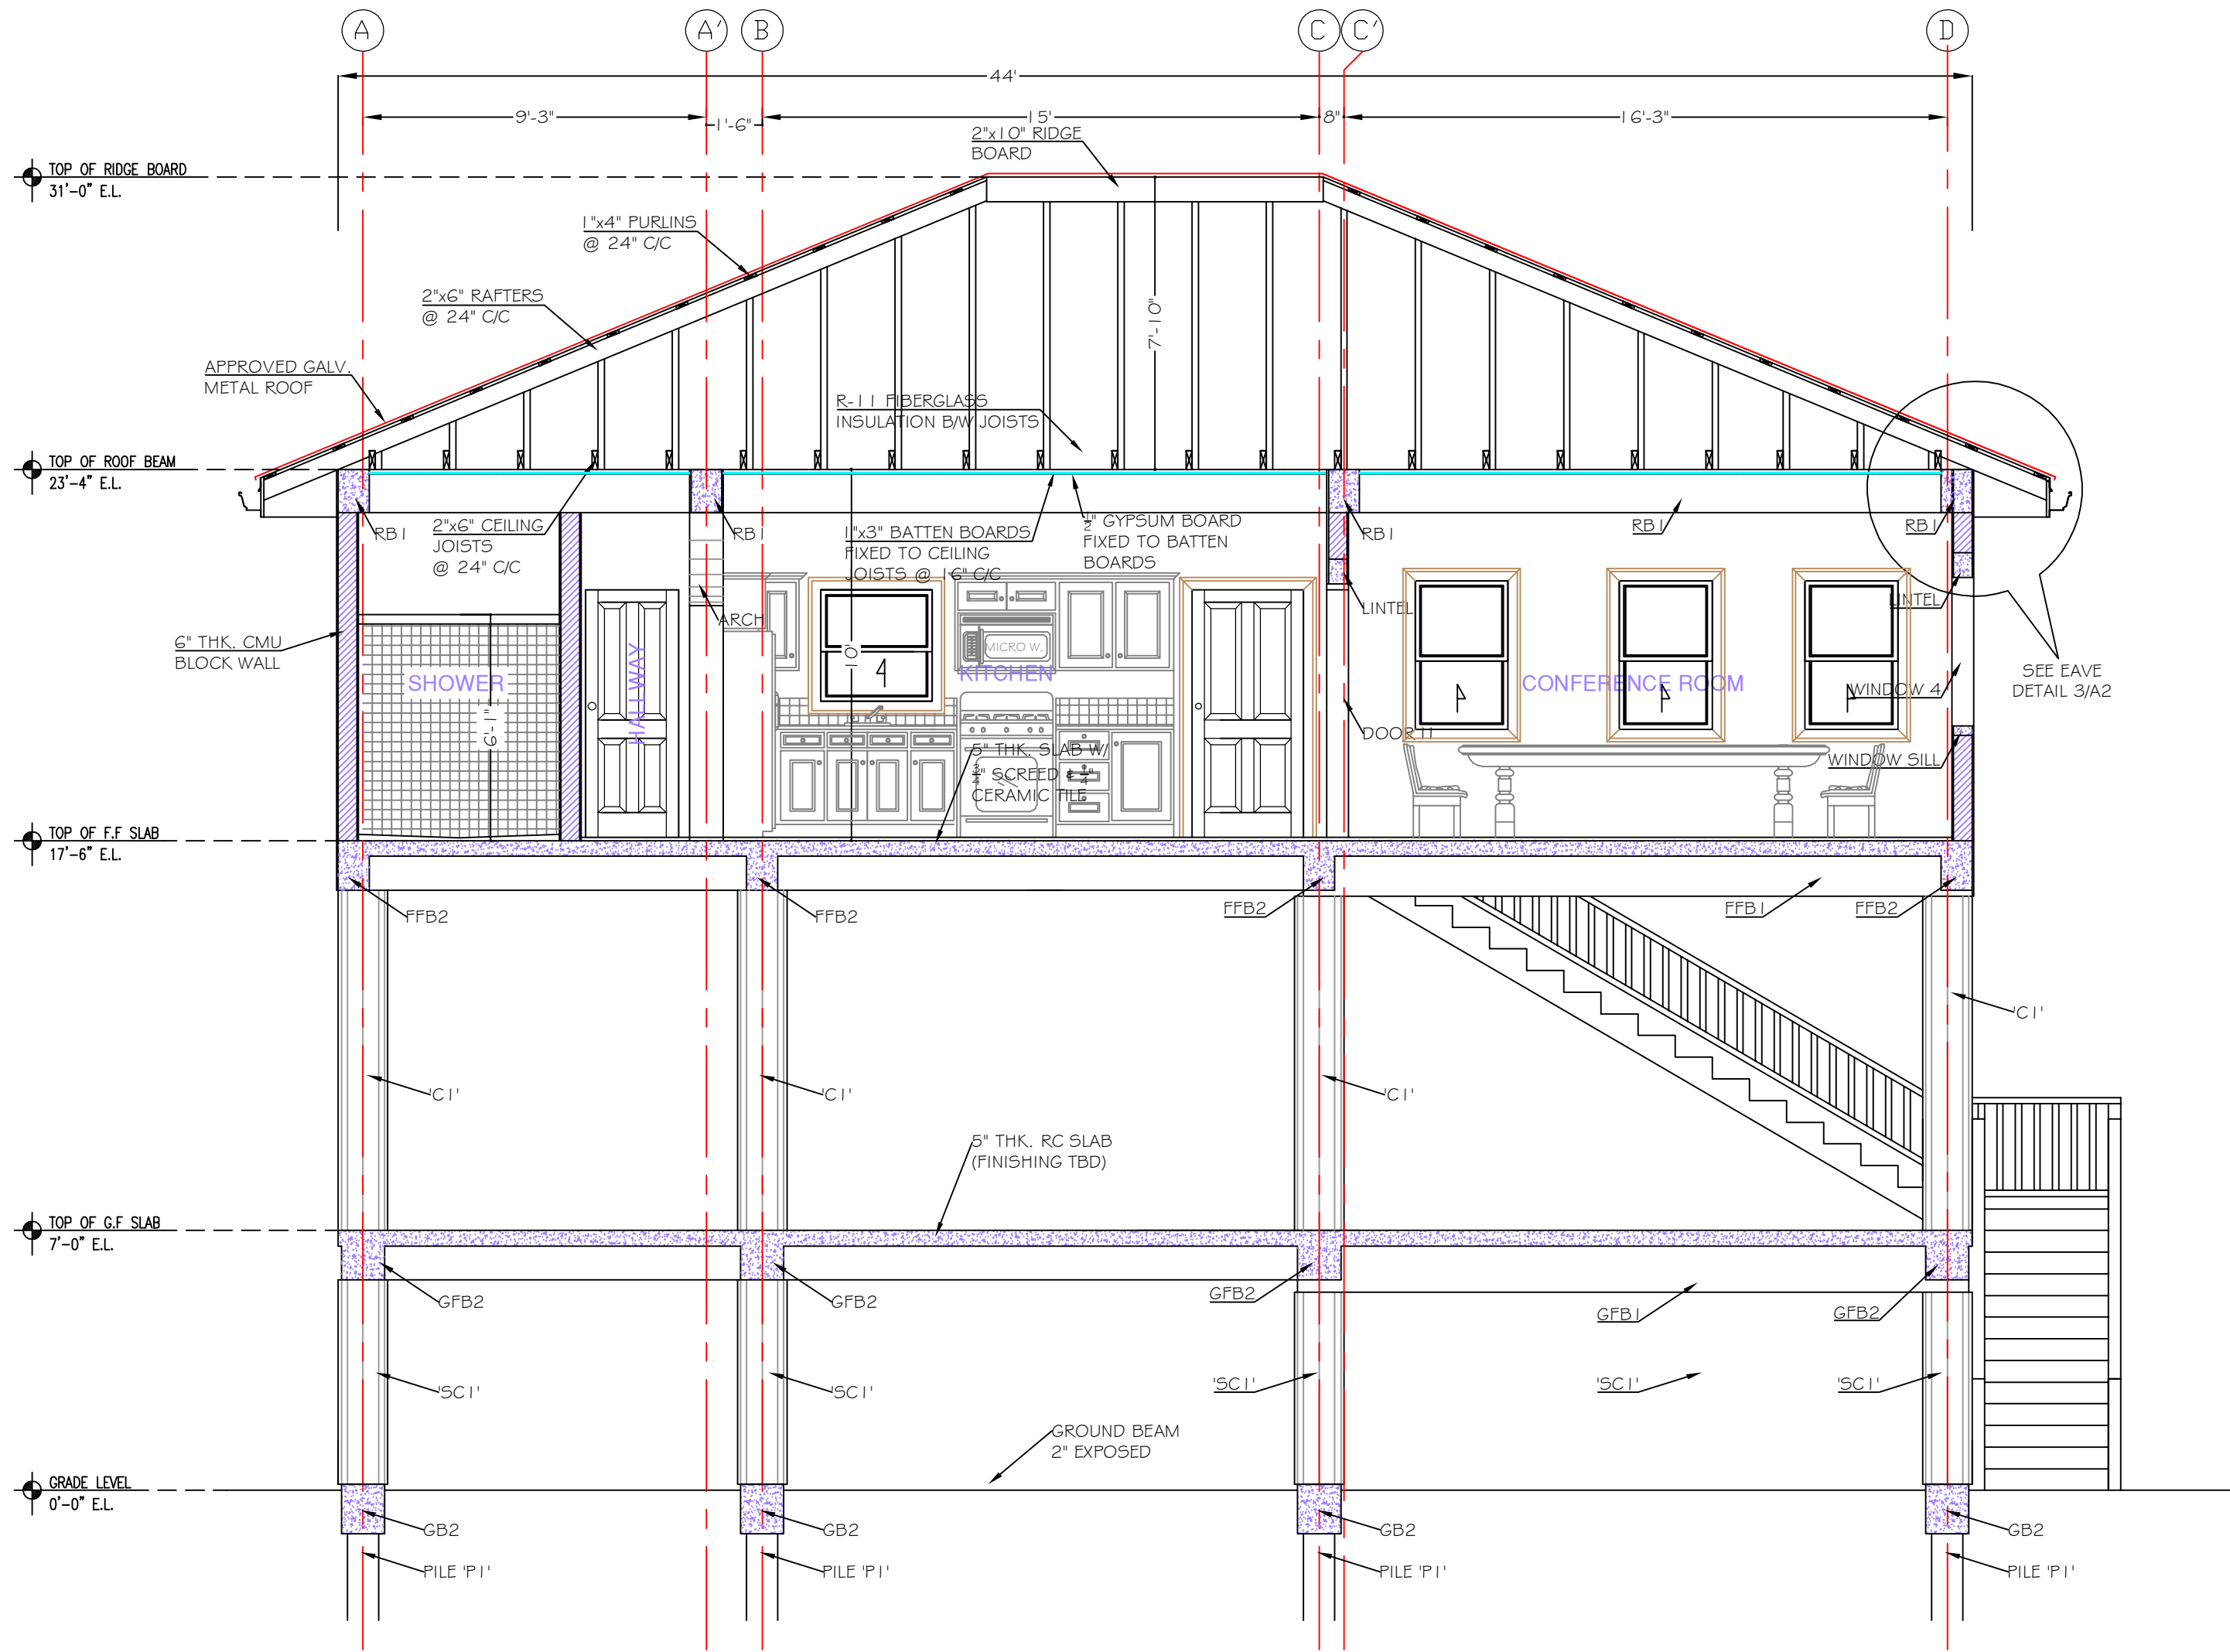 A
A'
B
C
C'
D
44'
9'-3"
1'-6"
15'
8"
16'-3"
2"x10" RIDGE
BOARD
TOP OF RIDGE BOARD
31'-0" E.L.
1"x4" PURLINS
@ 24" C/C
2"x6" RAFTERS
@ 24" C/C
7'-10"
APPROVED GALV.
METAL ROOF
R-11 FIBERGLASS
INSULATION B/W JOISTS
TOP OF ROOF BEAM
23'-4" E.L.
RB1
2"x6" CEILING
JOISTS
@ 24" C/C
RB1
1"x3" BATTEN BOARDS
FIXED TO CEILING
JOISTS @ 16" C/C
1/2" GYPSUM BOARD
FIXED TO BATTEN
BOARDS
RB1
RB1
RB1
ARCH
LINTEL
LINTEL
6" THK. CMU
BLOCK WALL
SHOWER
6'-1"
HALLWAY
10'
4
MICRO W.
KITCHEN
CONFERENCE ROOM
4
4
4
WINDOW 4
SEE EAVE
DETAIL 3/A2
DOOR 11
WINDOW SILL
5" THK. SLAB W/
SCREED & 1/4"
CERAMIC TILE
TOP OF F.F SLAB
17'-6" E.L.
FFB2
FFB2
FFB2
FFB1
FFB2
'C1'
'C1'
'C1'
'C1'
5" THK. RC SLAB
(FINISHING TBD)
TOP OF G.F SLAB
7'-0" E.L.
GFB2
GFB2
GFB2
GFB1
GFB2
'SC1'
'SC1'
'SC1'
'SC1'
'SC1'
GROUND BEAM
2" EXPOSED
GRADE LEVEL
0'-0" E.L.
GB2
GB2
GB2
GB2
PILE 'P1'
PILE 'P1'
PILE 'P1'
PILE 'P1'